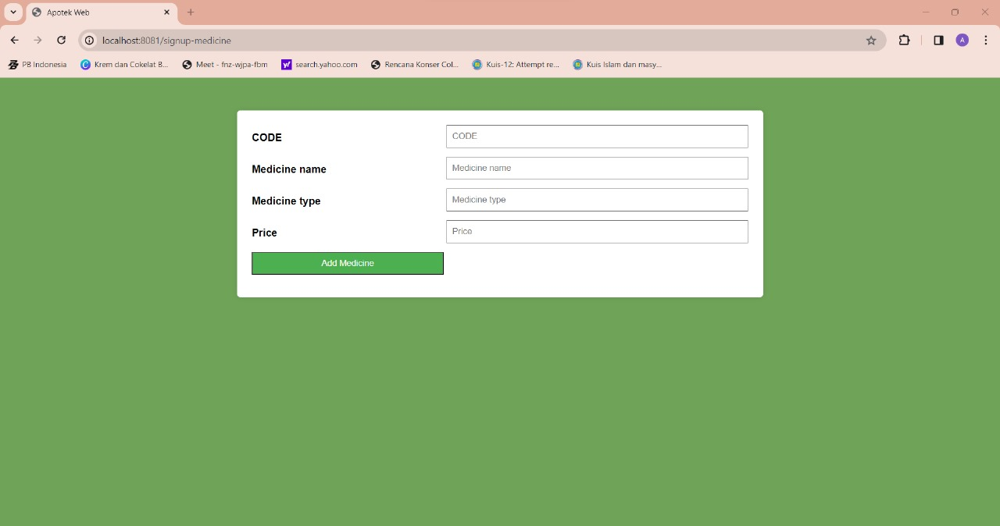 Apotek Web
localhost:8081/signup-medicine
A
PB Indonesia
Krem dan Cokelat B...
Meet - fnz-wjpa-fbm
y!
search.yahoo.com
Rencana Konser Col...
Kuis-12: Attempt re...
Kuis Islam dan masy...
CODE
CODE
Medicine name
Medicine name
Medicine type
Medicine type
Price
Price
Add Medicine